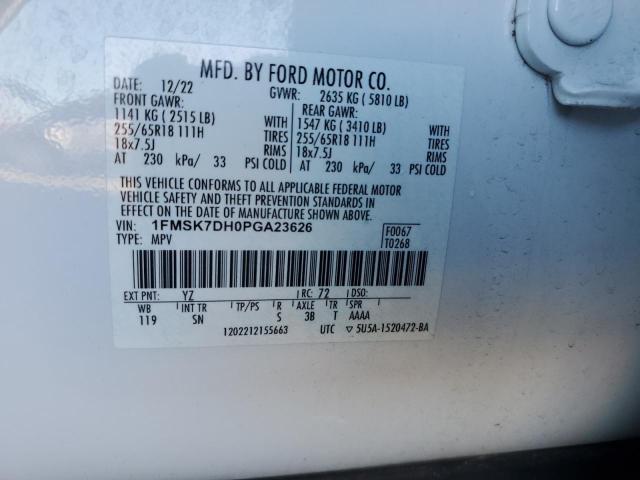 MFD. BY FORD MOTOR CO.
DATE: 12/22 GVWR: 2635 KG ( 5810 LB)
FRONT GAWR: REAR GAWR:
1141 KG ( 2515 LB) 1547 KG ( 3410 LB)
255/65R18 111H TIRES 255/65R18 111H TIRES
18x7.5J RIMS 18x7.5J RIMS
AT 230 kPa/ 33 PSI COLD AT 230 kPa/ 33 PSI COLD
THIS VEHICLE CONFORMS TO ALL APPLICABLE FEDERAL MOTOR
VEHICLE SAFETY AND THEFT PREVENTION STANDARDS IN
EFFECT ON THE DATE OF MANUFACTURE SHOWN ABOVE.
VIN: 1FMSK7DH0PGA23626 F0067
TYPE: MPV T0268
EXT PNT: YZ RC: 72 DSO:
WB INT TR TP/PS R AXLE TR SPR
119 SN S 3B T AAAA
1202212155663 UTC ▽ 5U5A-1520472-BA